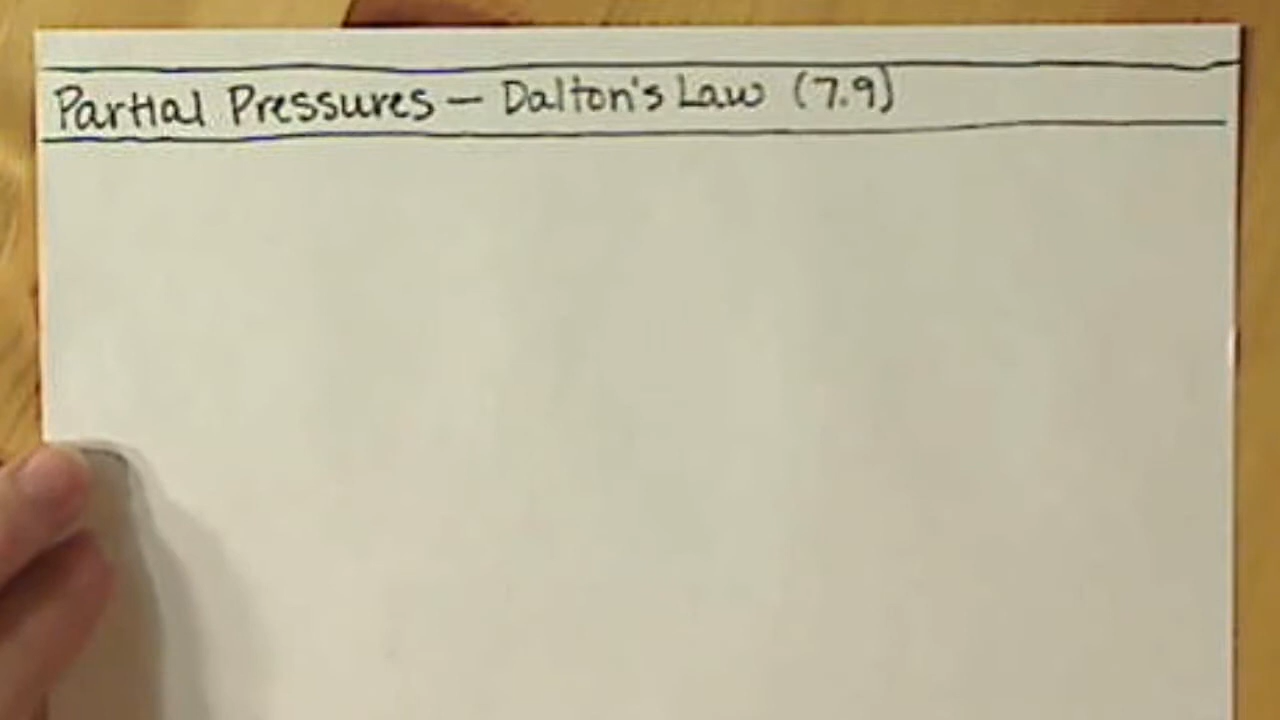 Partial Pressures — Dalton's Law (7.9)